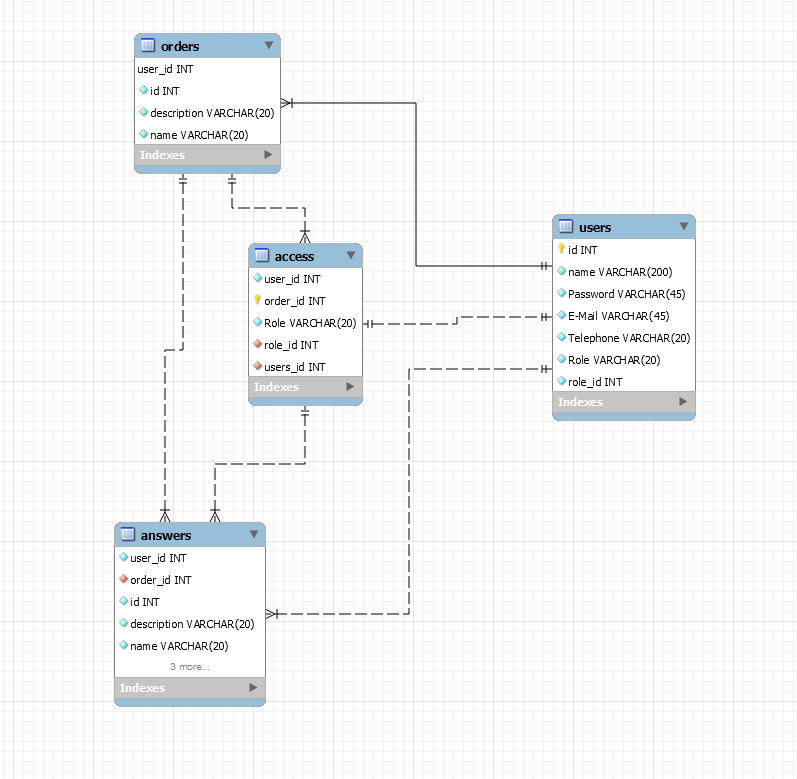 orders
user_id INT
id INT
description VARCHAR(20)
name VARCHAR(20)
Indexes
users
id INT
name VARCHAR(200)
Password VARCHAR(45)
E-Mail VARCHAR(45)
Telephone VARCHAR(20)
Role VARCHAR(20)
role_id INT
Indexes
access
user_id INT
order_id INT
Role VARCHAR(20)
role_id INT
users_id INT
Indexes
answers
user_id INT
order_id INT
id INT
description VARCHAR(20)
name VARCHAR(20)
3 more...
Indexes